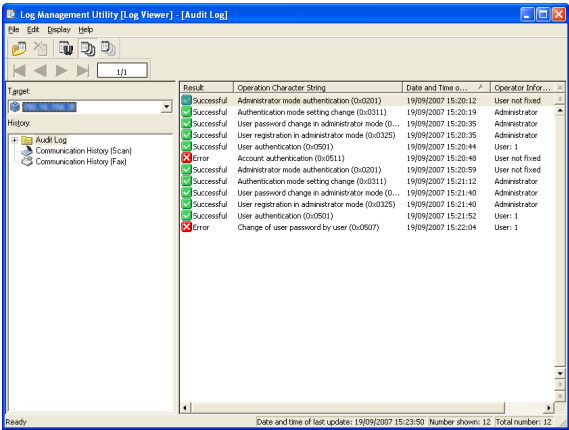 Log Management Utility [Log Viewer] - [Audit Log]
File Edit Display Help
1/1
Target:
History:
Audit Log
Communication History (Scan)
Communication History (Fax)
Result Operation Character String Date and Time o... Operator Infor...
Successful Administrator mode authentication (0x0201) 19/09/2007 15:20:12 User not fixed
Successful Authentication mode setting change (0x0311) 19/09/2007 15:20:19 Administrator
Successful User password change in administrator mode (0... 19/09/2007 15:20:35 Administrator
Successful User registration in administrator mode (0x0325) 19/09/2007 15:20:35 Administrator
Successful User authentication (0x0501) 19/09/2007 15:20:44 User: 1
Error Account authentication (0x0511) 19/09/2007 15:20:48 User not fixed
Successful Administrator mode authentication (0x0201) 19/09/2007 15:20:59 User not fixed
Successful Authentication mode setting change (0x0311) 19/09/2007 15:21:12 Administrator
Successful User password change in administrator mode (0... 19/09/2007 15:21:40 Administrator
Successful User registration in administrator mode (0x0325) 19/09/2007 15:21:40 Administrator
Successful User authentication (0x0501) 19/09/2007 15:21:52 User: 1
Error Change of user password by user (0x0507) 19/09/2007 15:22:04 User: 1
Ready Date and time of last update: 19/09/2007 15:23:50 Number shown: 12 Total number: 12